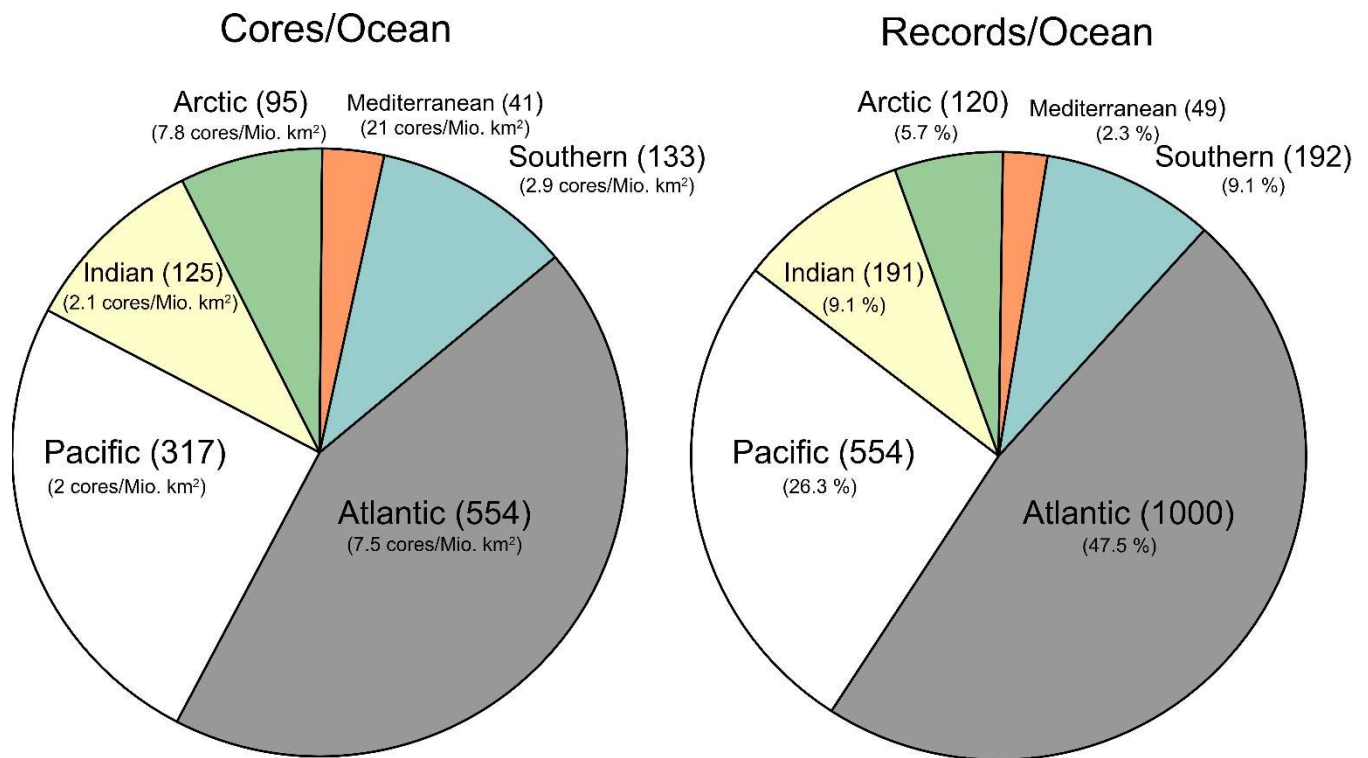 Cores/Ocean
Arctic (95)
(7.8 cores/Mio. km²)
Mediterranean (41)
(21 cores/Mio. km²)
Southern (133)
(2.9 cores/Mio. km²)
Indian (125)
(2.1 cores/Mio. km²)
Pacific (317)
(2 cores/Mio. km²)
Atlantic (554)
(7.5 cores/Mio. km²)
Records/Ocean
Arctic (120)
(5.7 %)
Mediterranean (49)
(2.3 %)
Southern (192)
(9.1 %)
Indian (191)
(9.1 %)
Pacific (554)
(26.3 %)
Atlantic (1000)
(47.5 %)